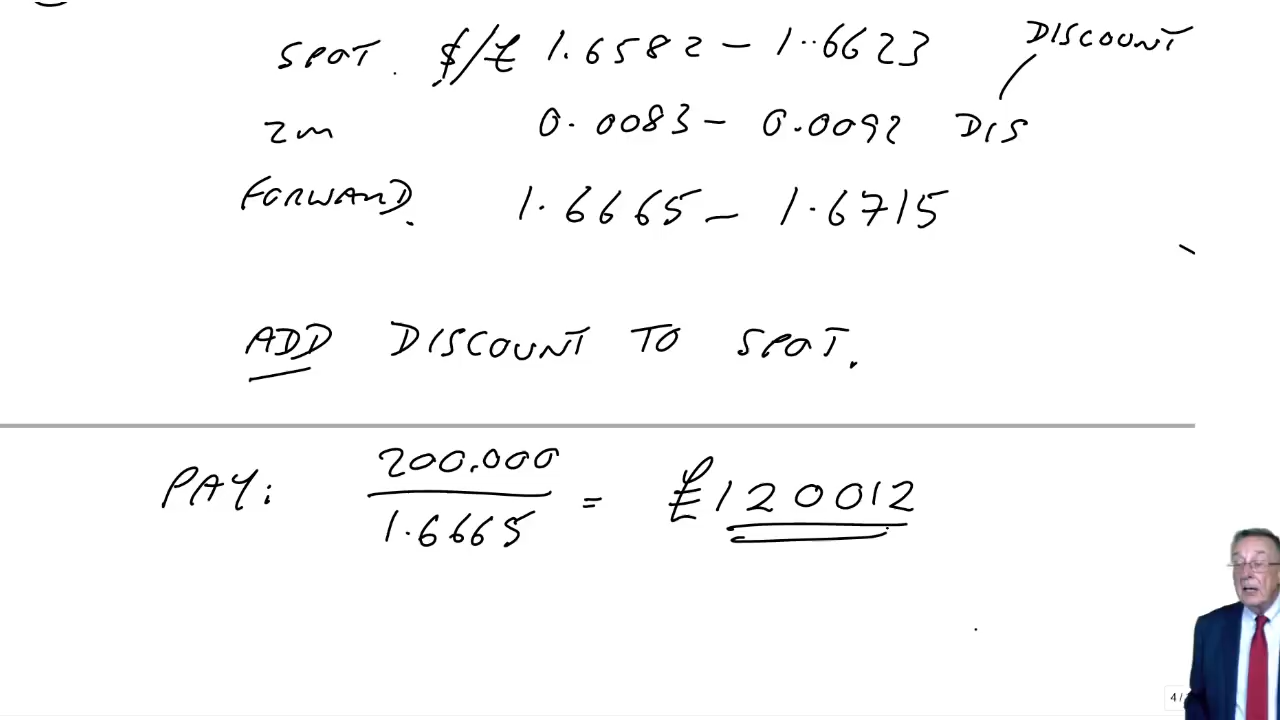 DISCOUNT
SPOT. $/£ 1.6582 - 1.6623
2m 0.0083 - 0.0092 DIS
FORWARD. 1.6665 - 1.6715
ADD DISCOUNT TO SPOT.
PAY: 200.000
1.6665
= £120012
4/